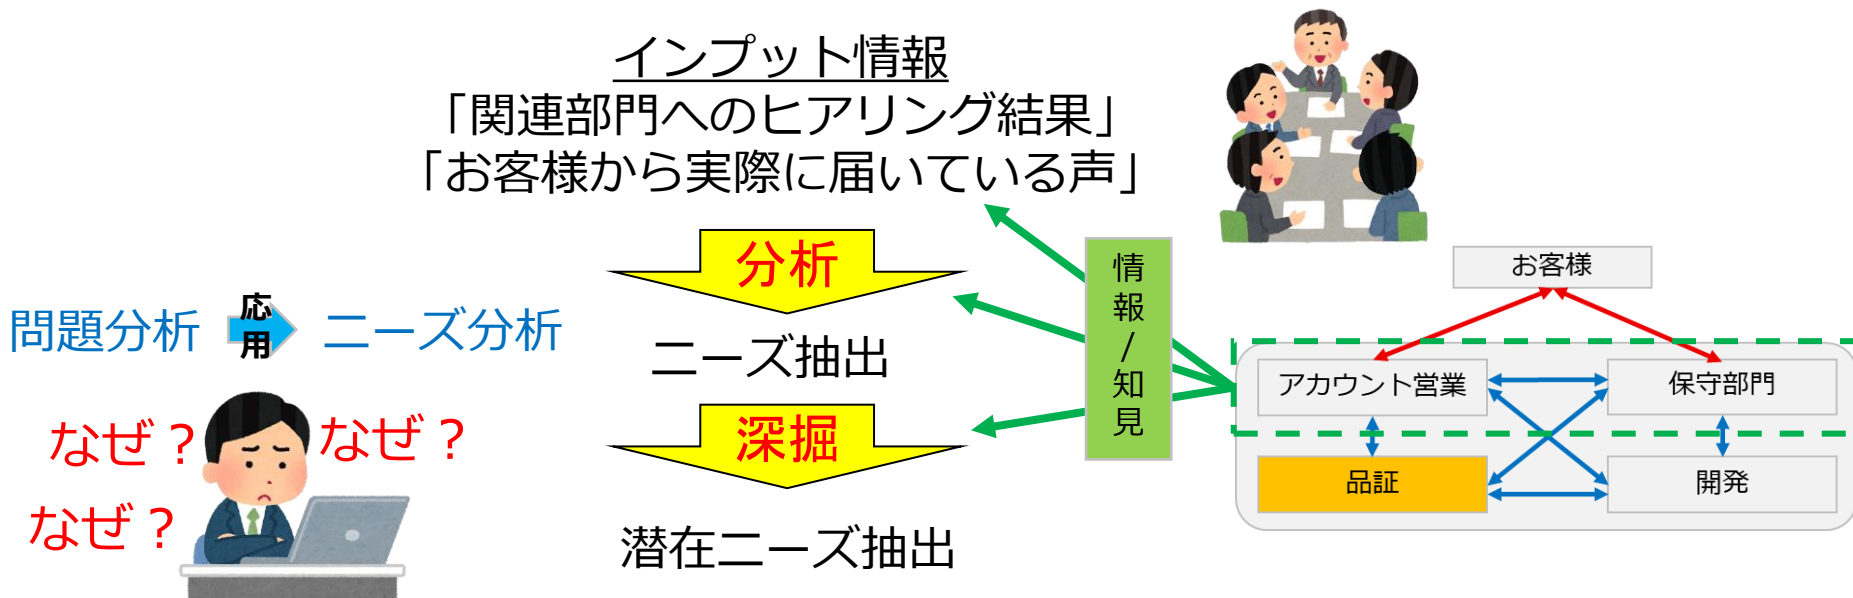 インプット情報
「関連部門へのヒアリング結果」
「お客様から実際に届いている声」
分析
ニーズ抽出
深掘
潜在ニーズ抽出
問題分析
応
用
ニーズ分析
なぜ？
なぜ？
なぜ？
情
報
/
知
見
お客様
アカウント営業
保守部門
品証
開発